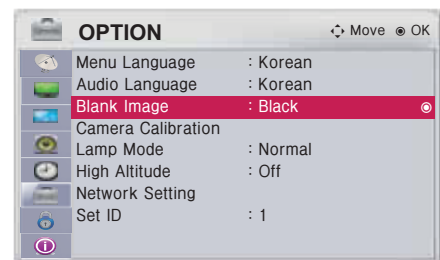 OPTION Move OK
Menu Language : Korean
Audio Language : Korean
Blank Image : Black
Camera Calibration
Lamp Mode : Normal
High Altitude : Off
Network Setting
Set ID : 1